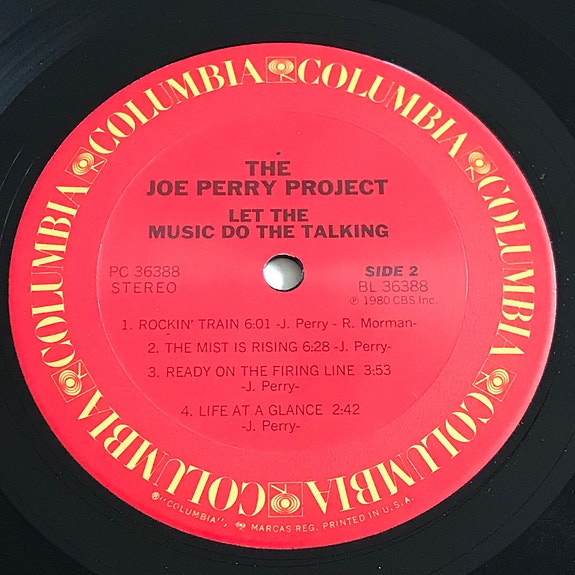 COLUMBIA COLUMBIA COLUMBIA COLUMBIA COLUMBIA COLUMBIA
THE
JOE PERRY PROJECT
LET THE
MUSIC DO THE TALKING
PC 36388
STEREO
SIDE 2
BL 36388
℗ 1980 CBS Inc.
1. ROCKIN' TRAIN 6:01 -J. Perry - R. Morman-
2. THE MIST IS RISING 6:28 -J. Perry-
3. READY ON THE FIRING LINE 3:53
-J. Perry-
4. LIFE AT A GLANCE 2:42
-J. Perry-
®"COLUMBIA", MARCAS REG. PRINTED IN U.S.A.